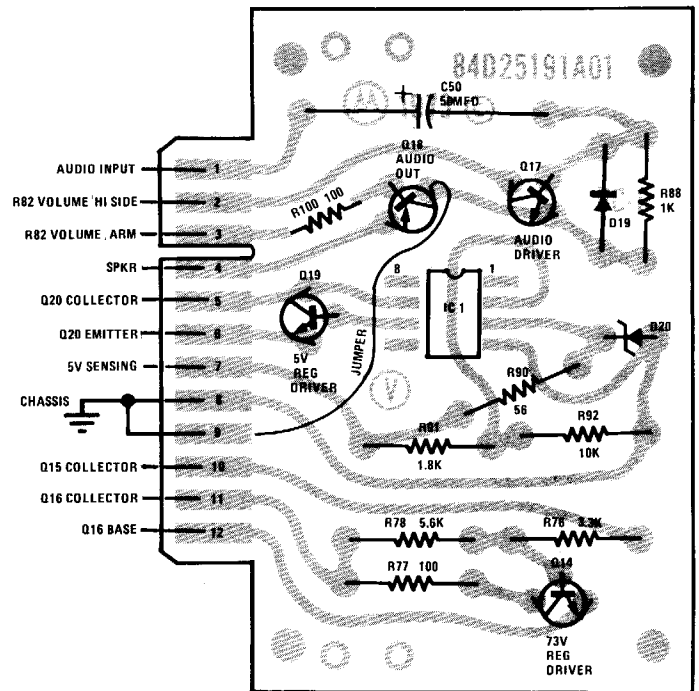 84D25191A01
C50
50MFD
Q18
AUDIO
OUT
Q17
AUDIO INPUT
1
R82 VOLUME HI SIDE
2
R100 100
D19
R88
1K
R82 VOLUME, ARM
3
AUDIO
DRIVER
SPKR
4
Q19
8
1
Q20 COLLECTOR
5
IC 1
Q20 EMITTER
6
D20
5V
REG
DRIVER
JUMPER
5V SENSING
7
R90
56
V
CHASSIS
8
9
R91
1.8K
R92
10K
Q15 COLLECTOR
10
Q16 COLLECTOR
11
Q16 BASE
12
R78 5.6K
R76 3.3K
R77 100
Q14
73V
REG
DRIVER